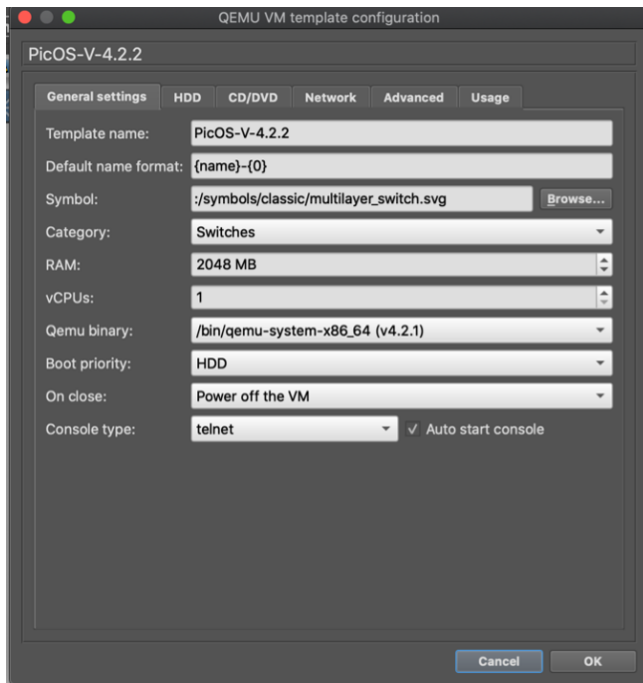 QEMU VM template configuration
PicOS-V-4.2.2
General settings HDD CD/DVD Network Advanced Usage
Template name: PicOS-V-4.2.2
Default name format: {name}-{0}
Symbol: :/symbols/classic/multilayer_switch.svg Browse...
Category: Switches
RAM: 2048 MB
vCPUs: 1
Qemu binary: /bin/qemu-system-x86_64 (v4.2.1)
Boot priority: HDD
On close: Power off the VM
Console type: telnet Auto start console
Cancel OK